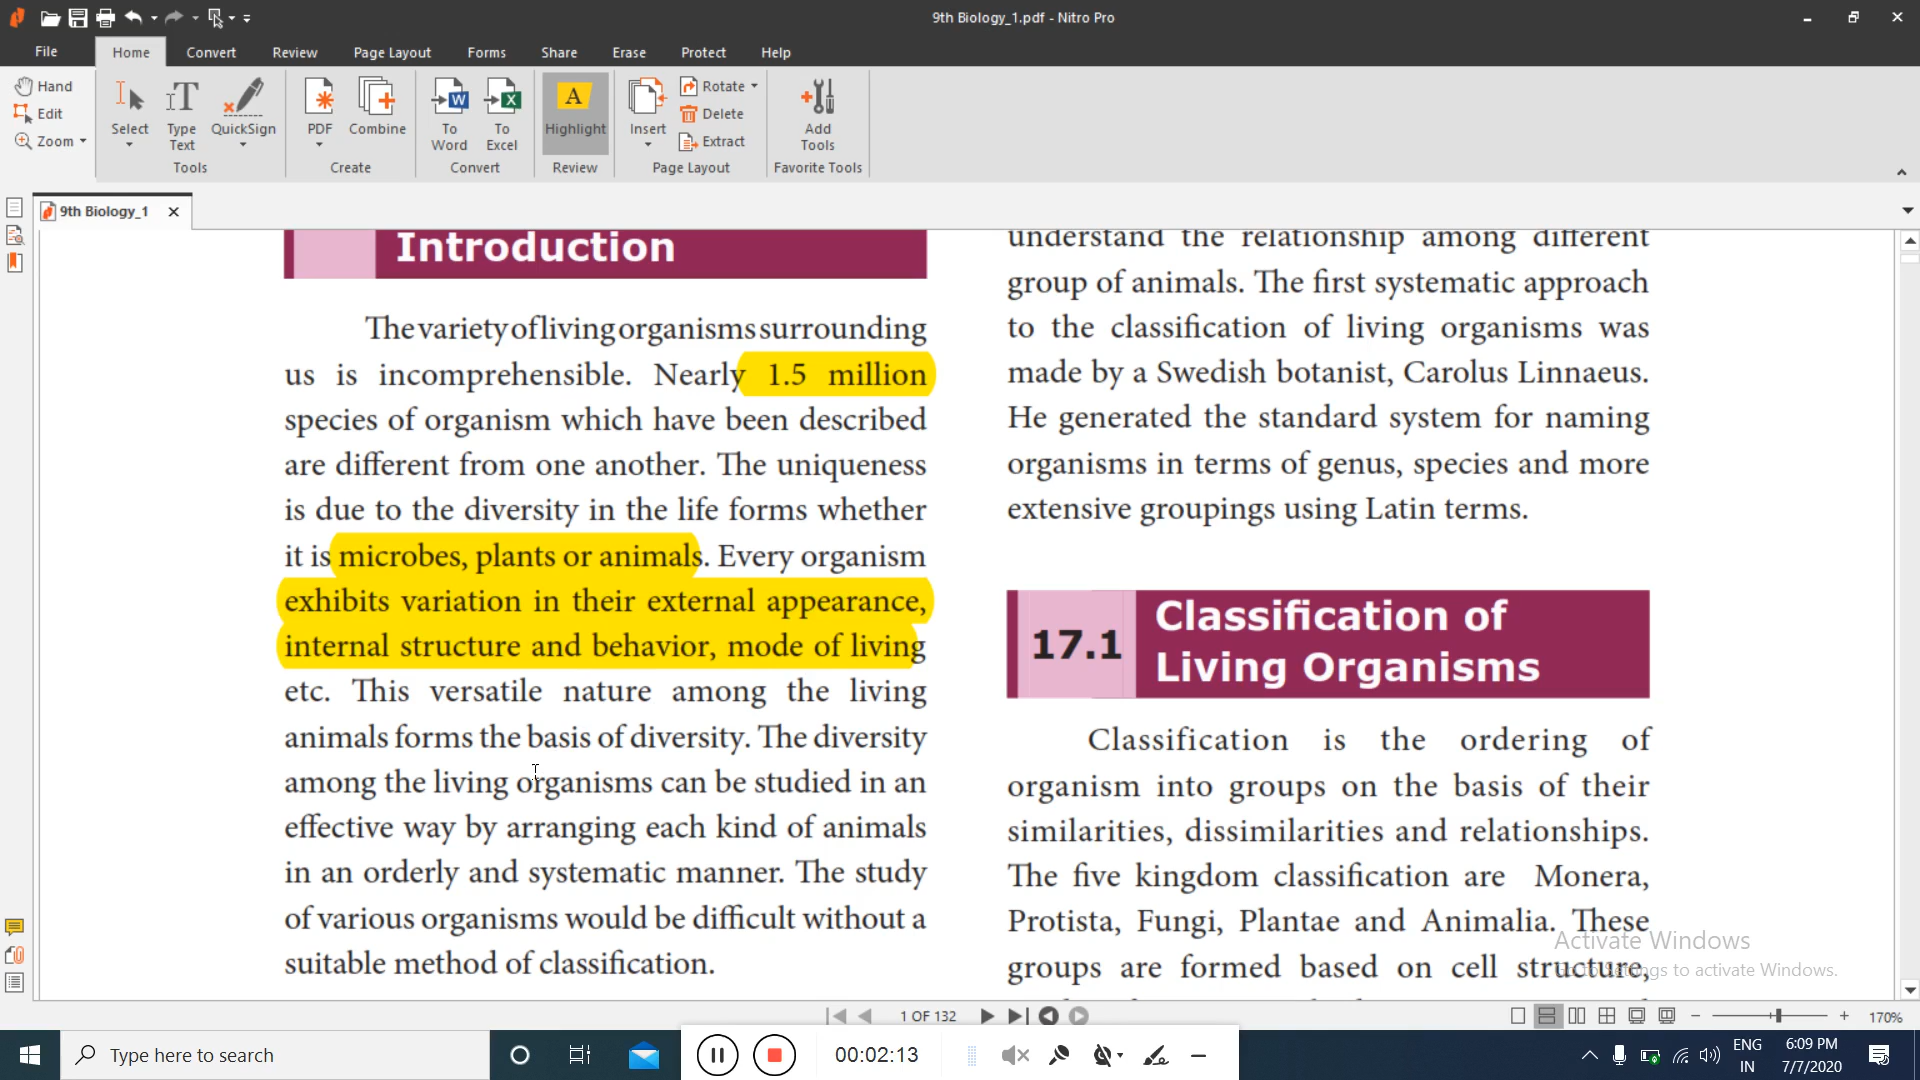 9th Biology_1.pdf - Nitro Pro
File Home Convert Review Page Layout Forms Share Erase Protect Help
Hand
Edit
Zoom
Select
Type Text
QuickSign
Tools
PDF
Combine
Create
To Word
To Excel
Convert
A
Highlight
Review
Insert
Rotate
Delete
Extract
Page Layout
Add Tools
Favorite Tools
9th Biology_1
Introduction
The variety of living organisms surrounding
us is incomprehensible. Nearly 1.5 million
species of organism which have been described
are different from one another. The uniqueness
is due to the diversity in the life forms whether
it is microbes, plants or animals. Every organism
exhibits variation in their external appearance,
internal structure and behavior, mode of living
etc. This versatile nature among the living
animals forms the basis of diversity. The diversity
among the living organisms can be studied in an
effective way by arranging each kind of animals
in an orderly and systematic manner. The study
of various organisms would be difficult without a
suitable method of classification.
understand the relationship among different
group of animals. The first systematic approach
to the classification of living organisms was
made by a Swedish botanist, Carolus Linnaeus.
He generated the standard system for naming
organisms in terms of genus, species and more
extensive groupings using Latin terms.
17.1
Classification of
Living Organisms
Classification is the ordering of
organism into groups on the basis of their
similarities, dissimilarities and relationships.
The five kingdom classification are Monera,
Protista, Fungi, Plantae and Animalia. These
groups are formed based on cell structure,
Activate Windows
Go to Settings to activate Windows.
1 OF 132
170%
Type here to search
00:02:13
ENG
IN
6:09 PM
7/7/2020